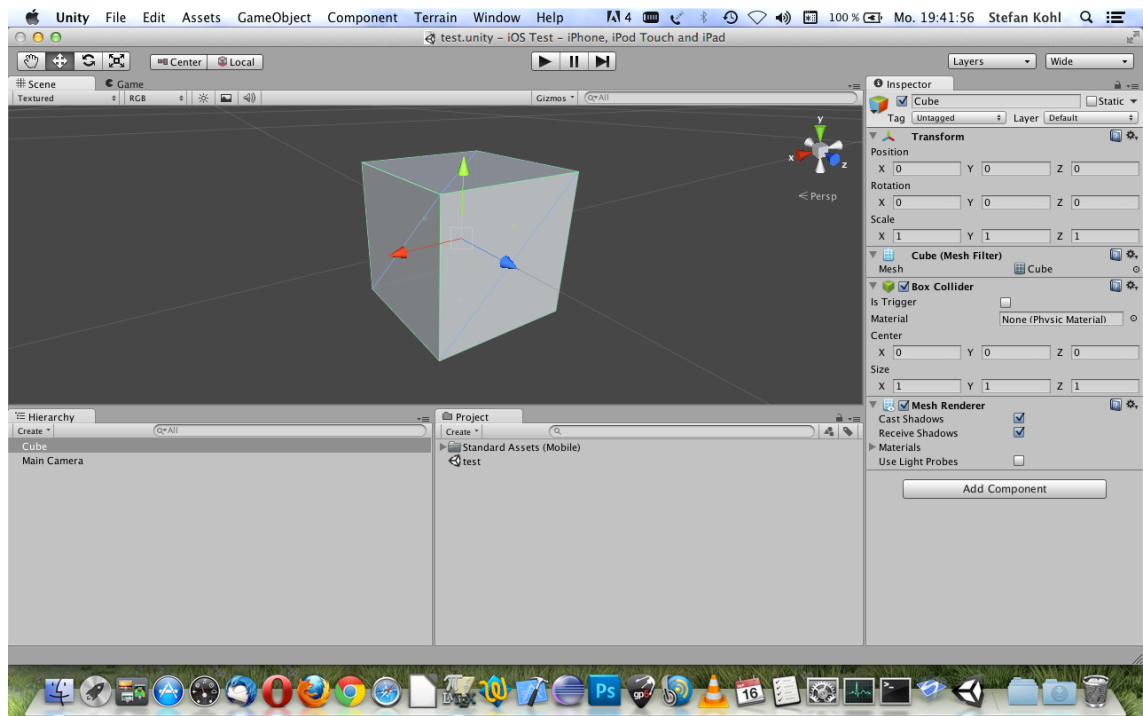 Unity File Edit Assets GameObject Component Terrain Window Help 4 100 % Mo. 19:41:56 Stefan Kohl
test.unity – iOS Test – iPhone, iPod Touch and iPad
Center Local Layers Wide
Scene Game
Textured RGB Gizmos All
y
x
z
Persp
Inspector
Cube Static
Tag Untagged Layer Default
Transform
Position
X 0 Y 0 Z 0
Rotation
X 0 Y 0 Z 0
Scale
X 1 Y 1 Z 1
Cube (Mesh Filter)
Mesh Cube
Box Collider
Is Trigger
Material None (Physic Material)
Center
X 0 Y 0 Z 0
Size
X 1 Y 1 Z 1
Mesh Renderer
Cast Shadows
Receive Shadows
Materials
Use Light Probes
Add Component
Hierarchy
Create All
Cube
Main Camera
Project
Create
Standard Assets (Mobile)
test
Ps 16